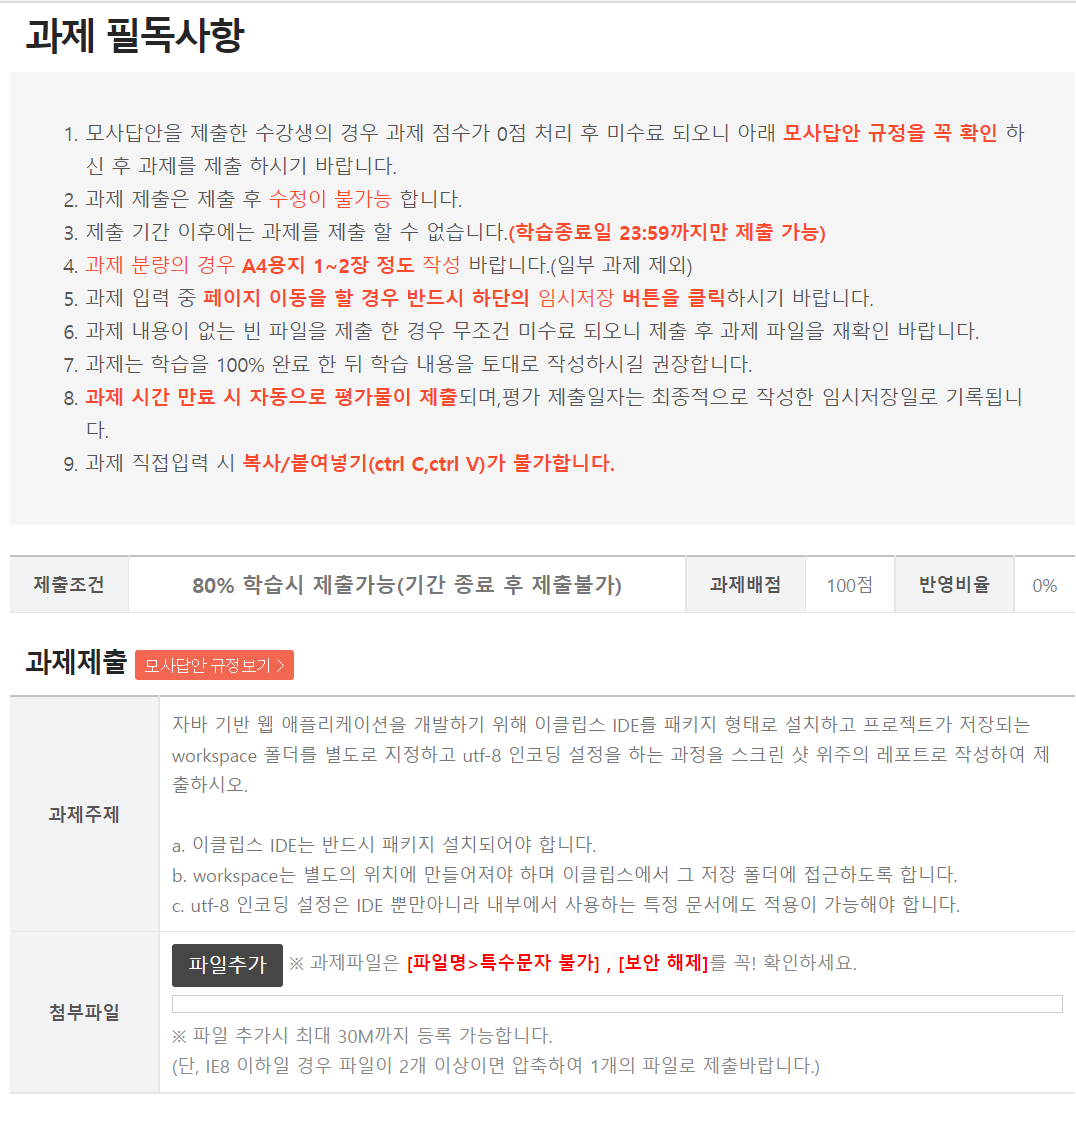 과제 필독사항
1. 모사답안을 제출한 수강생의 경우 과제 점수가 0점 처리 후 미수료 되오니 아래 모사답안 규정을 꼭 확인 하
신 후 과제를 제출 하시기 바랍니다.
2. 과제 제출은 제출 후 수정이 불가능 합니다.
3. 제출 기간 이후에는 과제를 제출 할 수 없습니다.(학습종료일 23:59까지만 제출 가능)
4. 과제 분량의 경우 A4용지 1~2장 정도 작성 바랍니다.(일부 과제 제외)
5. 과제 입력 중 페이지 이동을 할 경우 반드시 하단의 임시저장 버튼을 클릭하시기 바랍니다.
6. 과제 내용이 없는 빈 파일을 제출 한 경우 무조건 미수료 되오니 제출 후 과제 파일을 재확인 바랍니다.
7. 과제는 학습을 100% 완료 한 뒤 학습 내용을 토대로 작성하시길 권장합니다.
8. 과제 시간 만료 시 자동으로 평가물이 제출되며,평가 제출일자는 최종적으로 작성한 임시저장일로 기록됩니
다.
9. 과제 직접입력 시 복사/붙여넣기(ctrl C,ctrl V)가 불가합니다.
제출조건 80% 학습시 제출가능(기간 종료 후 제출불가) 과제배점 100점 반영비율 0%
과제제출 모사답안 규정보기 >
과제주제
자바 기반 웹 애플리케이션을 개발하기 위해 이클립스 IDE를 패키지 형태로 설치하고 프로젝트가 저장되는
workspace 폴더를 별도로 지정하고 utf-8 인코딩 설정을 하는 과정을 스크린 샷 위주의 레포트로 작성하여 제
출하시오.
a. 이클립스 IDE는 반드시 패키지 설치되어야 합니다.
b. workspace는 별도의 위치에 만들어져야 하며 이클립스에서 그 저장 폴더에 접근하도록 합니다.
c. utf-8 인코딩 설정은 IDE 뿐만아니라 내부에서 사용하는 특정 문서에도 적용이 가능해야 합니다.
첨부파일
파일추가 ※ 과제파일은 [파일명>특수문자 불가] , [보안 해제]를 꼭! 확인하세요.
※ 파일 추가시 최대 30M까지 등록 가능합니다.
(단, IE8 이하일 경우 파일이 2개 이상이면 압축하여 1개의 파일로 제출바랍니다.)